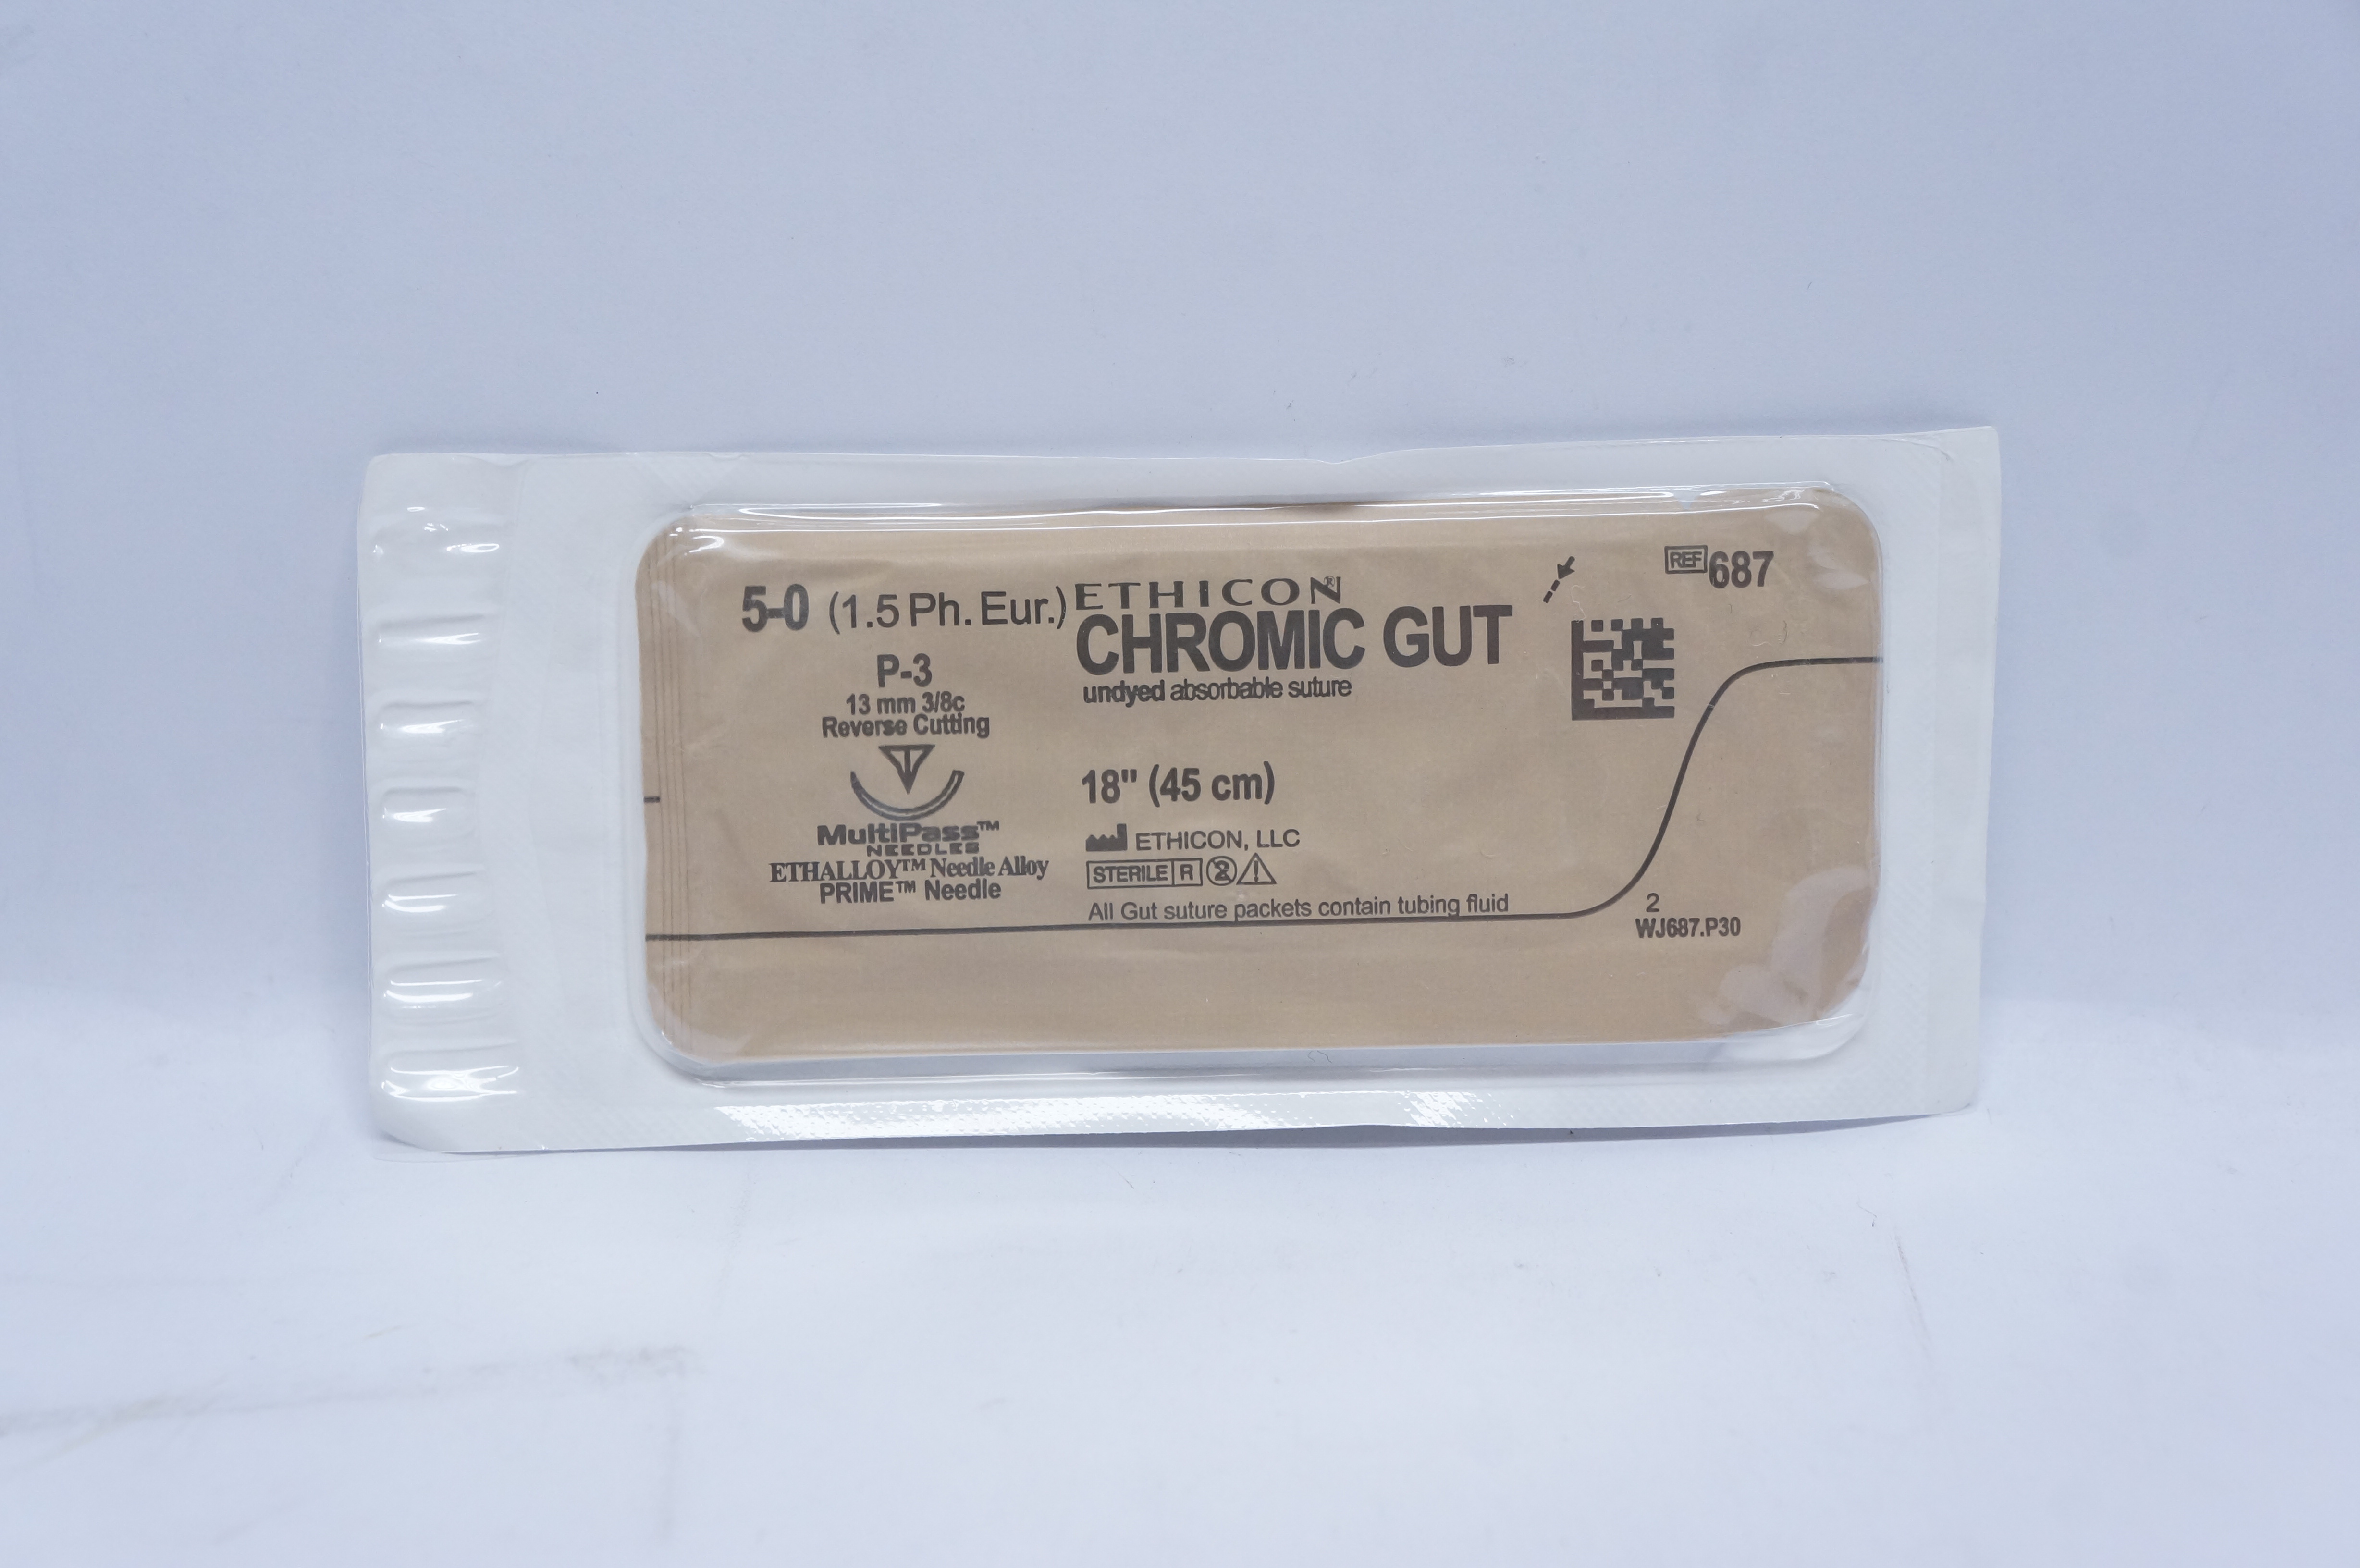 5-0 (1.5 Ph. Eur.)
P-3
13 mm 3/8c
Reverse Cutting
MultiPass™
NEEDLES
ETHALLOY™ Needle Alloy
PRIME™ Needle
ETHICON®
CHROMIC GUT
undyed absorbable suture
18" (45 cm)
ETHICON, LLC
STERILE R 2
All Gut suture packets contain tubing fluid
REF 687
2
WJ687.P30